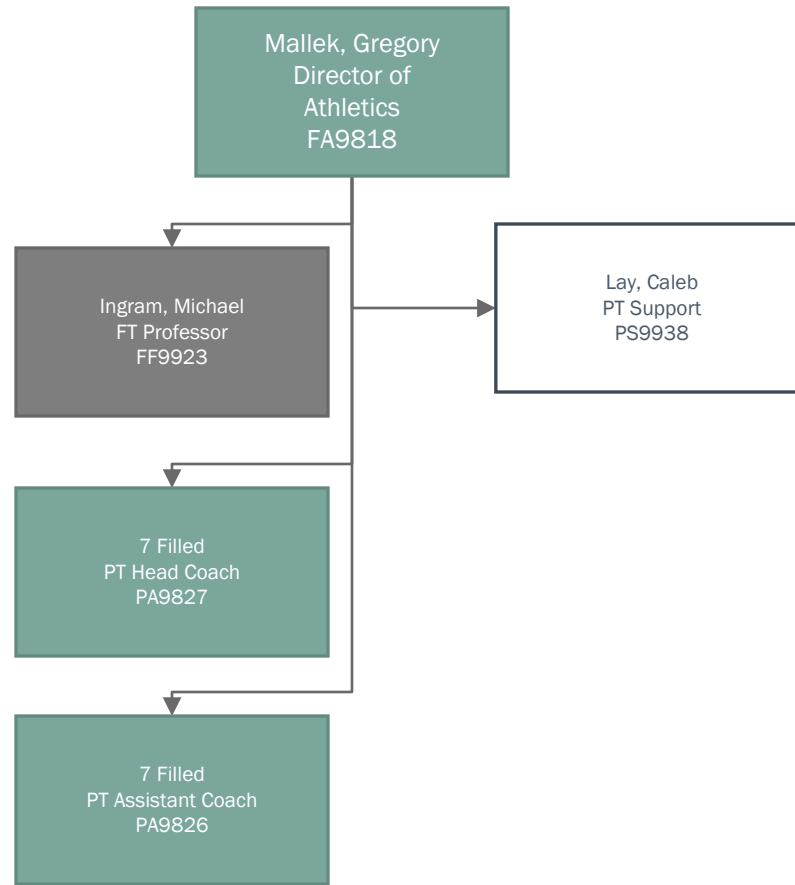 Mallek, Gregory
Director of
Athletics
FA9818
Ingram, Michael
FT Professor
FF9923
Lay, Caleb
PT Support
PS9938
7 Filled
PT Head Coach
PA9827
7 Filled
PT Assistant Coach
PA9826